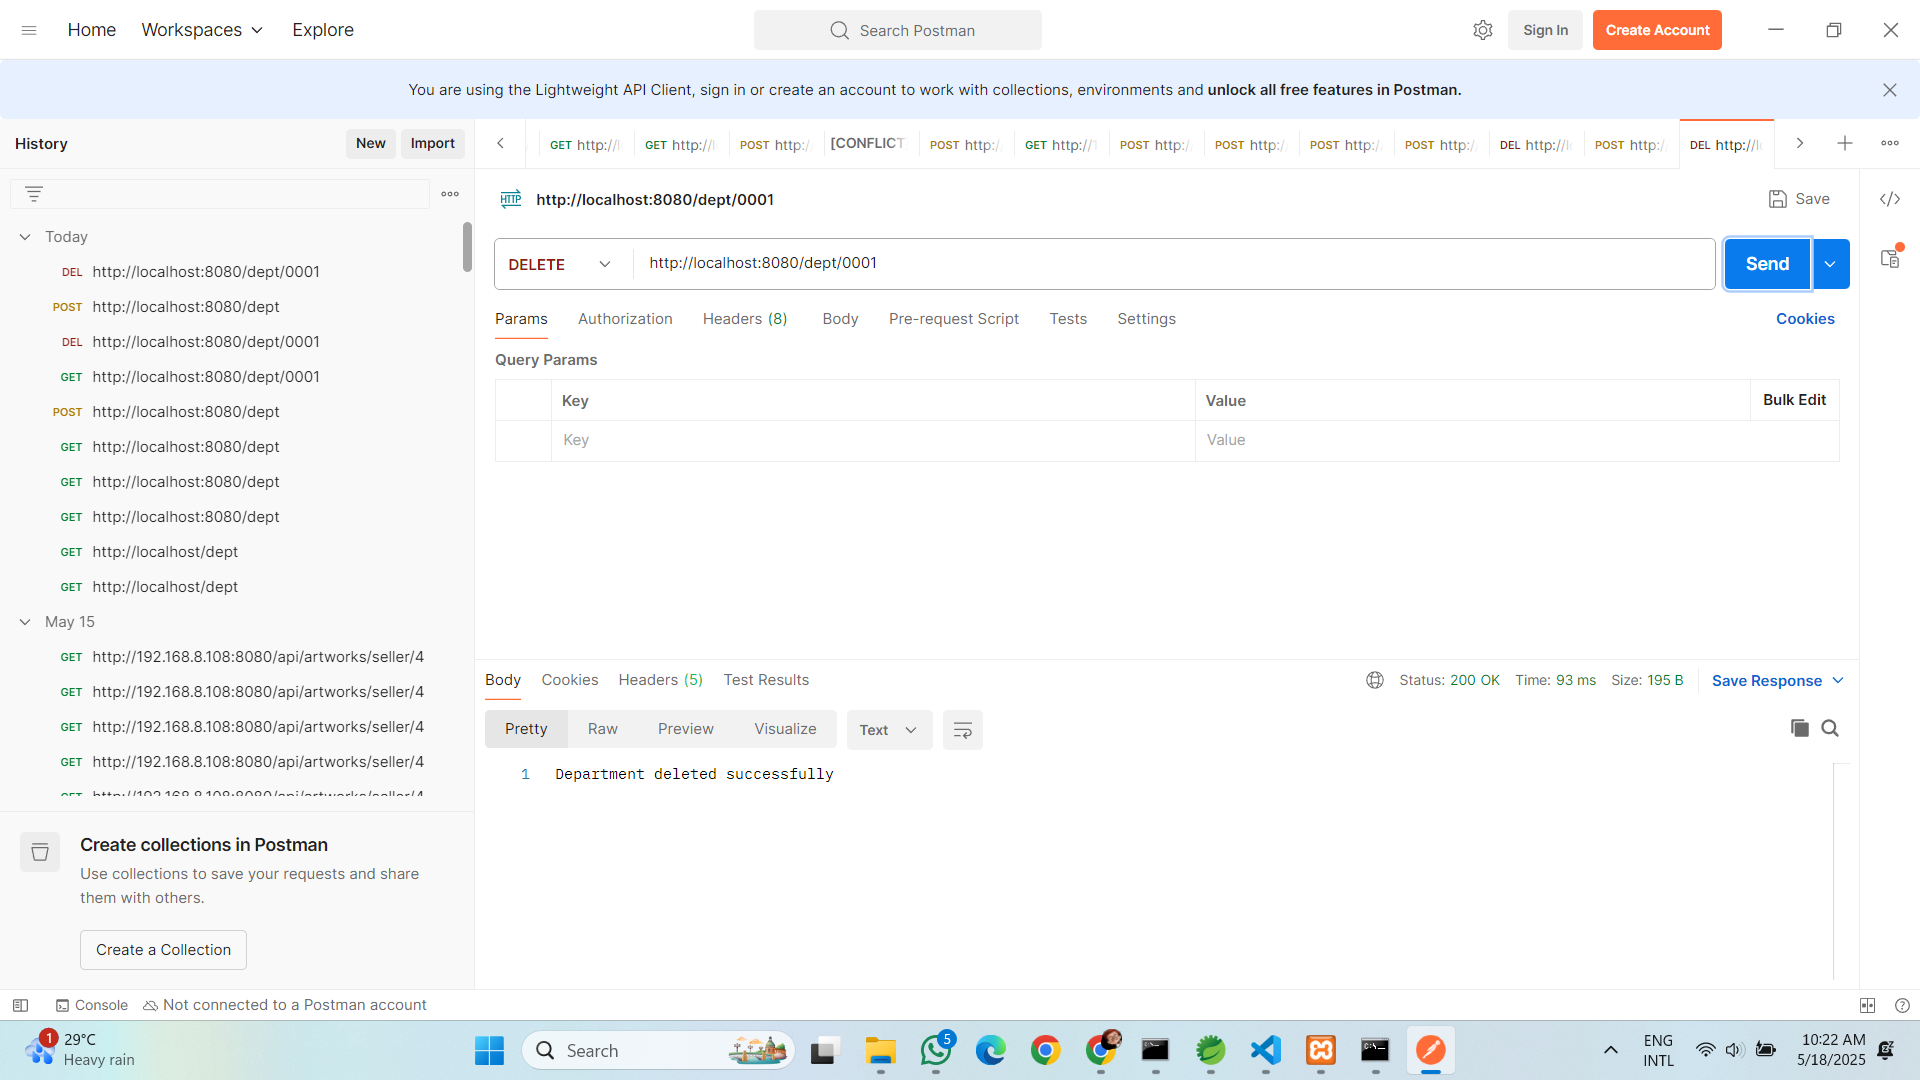 Home
Workspaces
Explore
Search Postman
Sign In
Create Account
You are using the Lightweight API Client, sign in or create an account to work with collections, environments and unlock all free features in Postman.
History
New
Import
GET http://
GET http://
POST http:/
[CONFLICT
POST http:/
GET http://
POST http:/
POST http:/
POST http:/
POST http:/
DEL http://
POST http:/
DEL http://
HTTP
http://localhost:8080/dept/0001
Save
DELETE
http://localhost:8080/dept/0001
Send
Params
Authorization
Headers (8)
Body
Pre-request Script
Tests
Settings
Cookies
Query Params
Key
Value
Bulk Edit
Key
Value
Today
DEL http://localhost:8080/dept/0001
POST http://localhost:8080/dept
DEL http://localhost:8080/dept/0001
GET http://localhost:8080/dept/0001
POST http://localhost:8080/dept
GET http://localhost:8080/dept
GET http://localhost:8080/dept
GET http://localhost:8080/dept
GET http://localhost/dept
GET http://localhost/dept
May 15
GET http://192.168.8.108:8080/api/artworks/seller/4
GET http://192.168.8.108:8080/api/artworks/seller/4
GET http://192.168.8.108:8080/api/artworks/seller/4
GET http://192.168.8.108:8080/api/artworks/seller/4
GET http://192.168.8.108:8080/api/artworks/seller/4
Create collections in Postman
Use collections to save your requests and share
them with others.
Create a Collection
Body
Cookies
Headers (5)
Test Results
Status: 200 OK
Time: 93 ms
Size: 195 B
Save Response
Pretty
Raw
Preview
Visualize
Text
1 Department deleted successfully
Console
Not connected to a Postman account
1
29°C
Heavy rain
Search
5
ENG
INTL
10:22 AM
5/18/2025